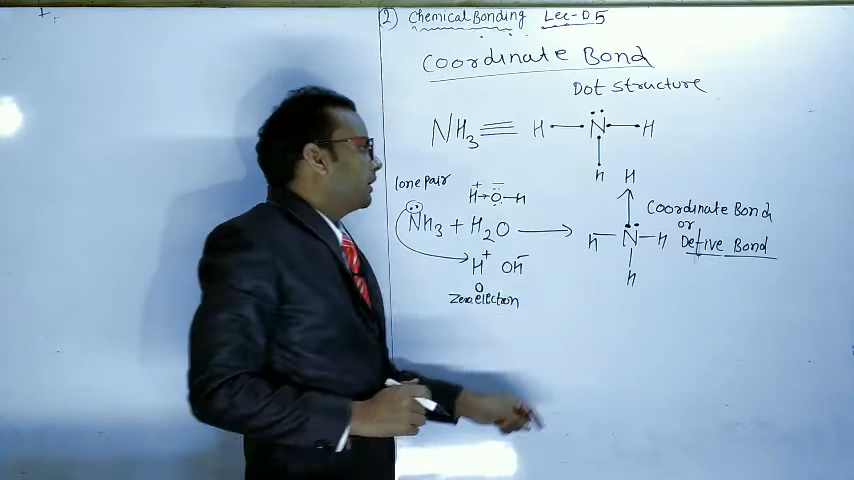 2) Chemical Bonding Lec-05
Coordinate Bond
Dot structure
NH3 ≡ H — N — H
H
lone pair
H+ → O — H
NH3 + H2O →
H+ OH−
0
Zero electron
H
Coordinate Bond
or
Detive Bond
H — N — H
H